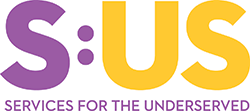 S:US
SERVICES FOR THE UNDERSERVED